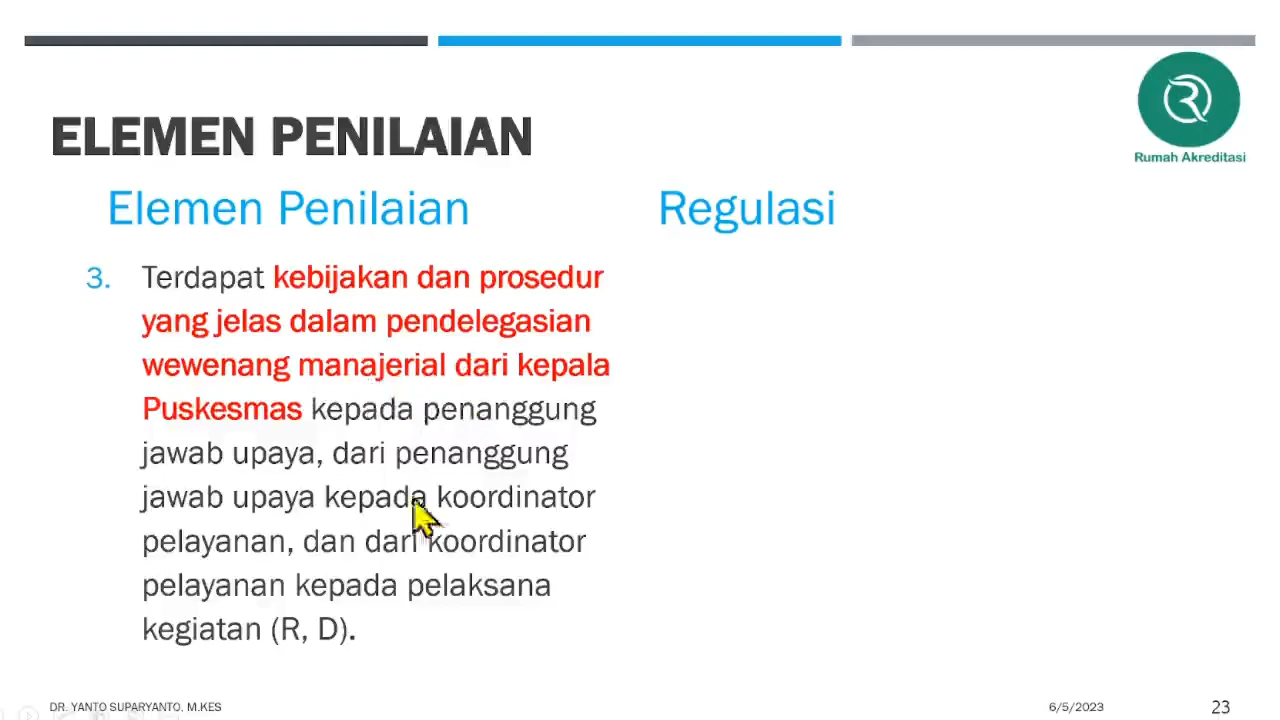 Rumah Akreditasi
ELEMEN PENILAIAN
Elemen Penilaian
Regulasi
3. Terdapat kebijakan dan prosedur
yang jelas dalam pendelegasian
wewenang manajerial dari kepala
Puskesmas kepada penanggung
jawab upaya, dari penanggung
jawab upaya kepada koordinator
pelayanan, dan dari koordinator
pelayanan kepada pelaksana
kegiatan (R, D).
DR. YANTO SUPARYANTO, M.KES
6/5/2023
23